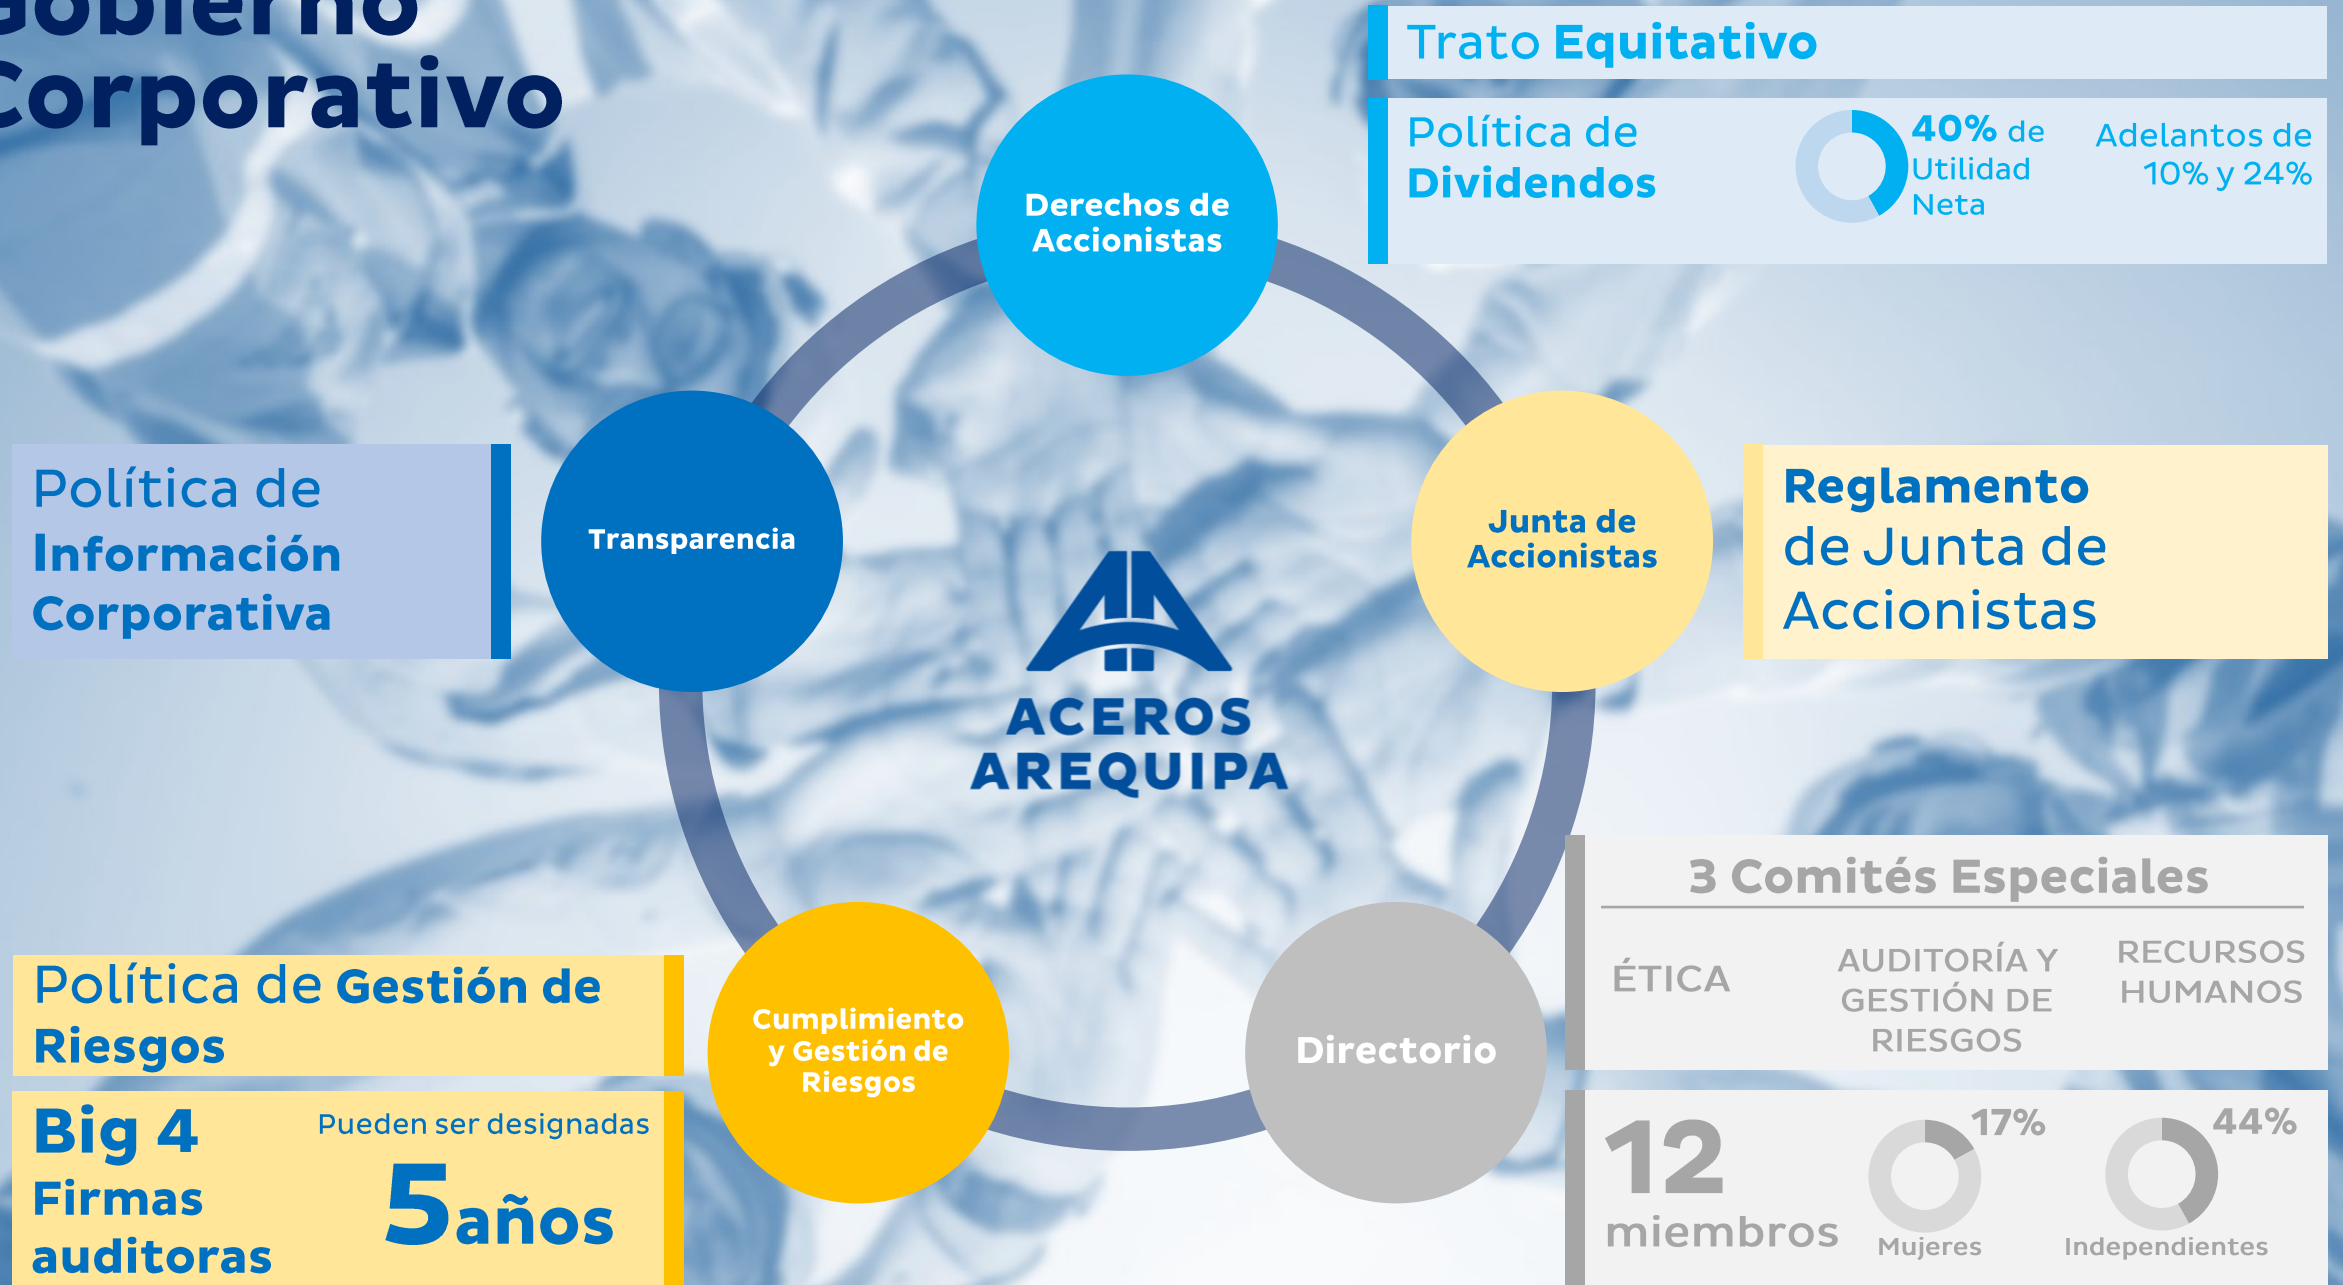 Gobierno
Corporativo
Trato Equitativo
Política de
Dividendos
40% de
Utilidad
Neta
Adelantos de
10% y 24%
Derechos de
Accionistas
Política de
Información
Corporativa
Transparencia
Junta de
Accionistas
Reglamento
de Junta de
Accionistas
ACEROS
AREQUIPA
3 Comités Especiales
ÉTICA
AUDITORÍA Y
GESTIÓN DE
RIESGOS
RECURSOS
HUMANOS
Política de Gestión de
Riesgos
Cumplimiento
y Gestión de
Riesgos
Directorio
Big 4
Firmas
auditoras
Pueden ser designadas
5 años
12
miembros
17%
Mujeres
44%
Independientes